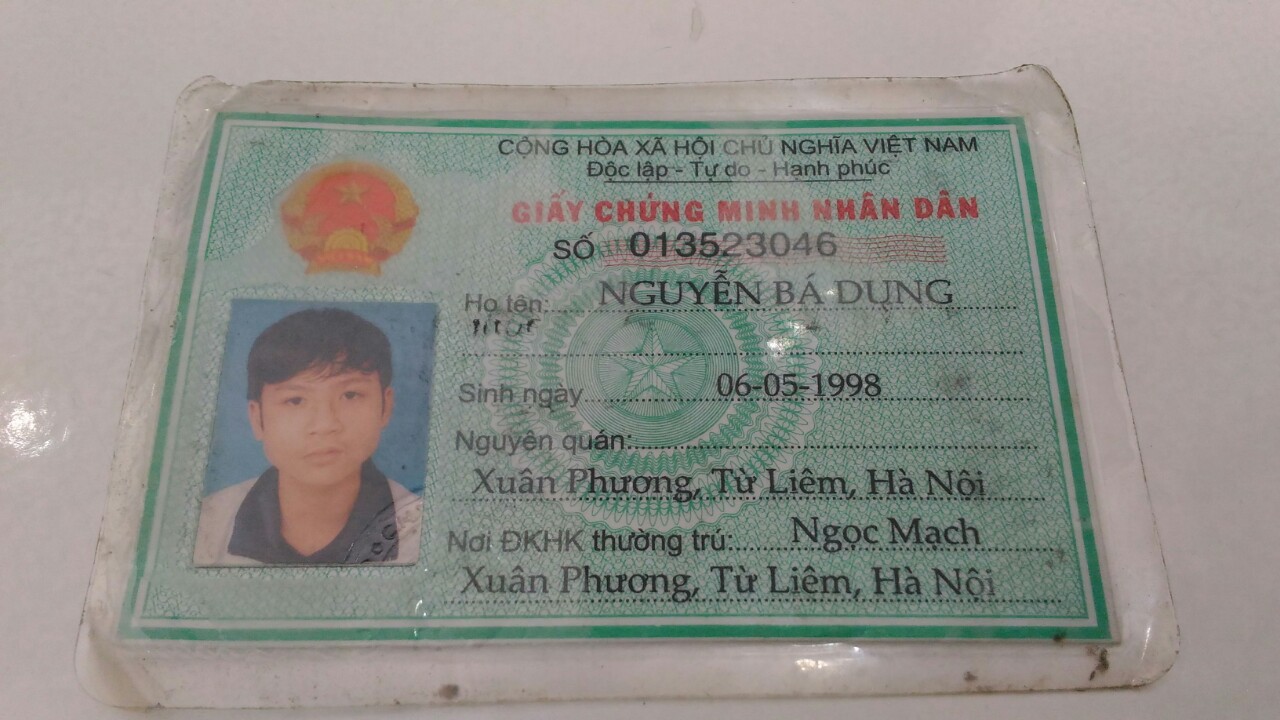 CỘNG HÒA XÃ HỘI CHỦ NGHĨA VIỆT NAM
Độc lập - Tự do - Hạnh phúc
GIẤY CHỨNG MINH NHÂN DÂN
SỐ 013523046
Họ tên: NGUYỄN BÁ DỤNG
Sinh ngày 06-05-1998
Nguyên quán:
Xuân Phương, Từ Liêm, Hà Nội
Nơi ĐKHK thường trú: Ngọc Mạch
Xuân Phương, Từ Liêm, Hà Nội